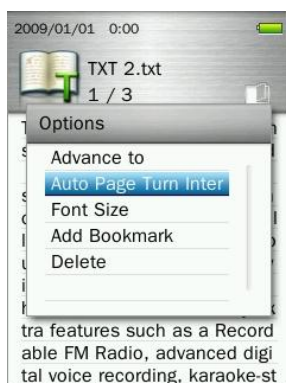 2009/01/01 0:00
TXT 2.txt
1 / 3
Options
Advance to
Auto Page Turn Inter
Font Size
Add Bookmark
Delete
tra features such as a Record
able FM Radio, advanced digi
tal voice recording, karaoke-st